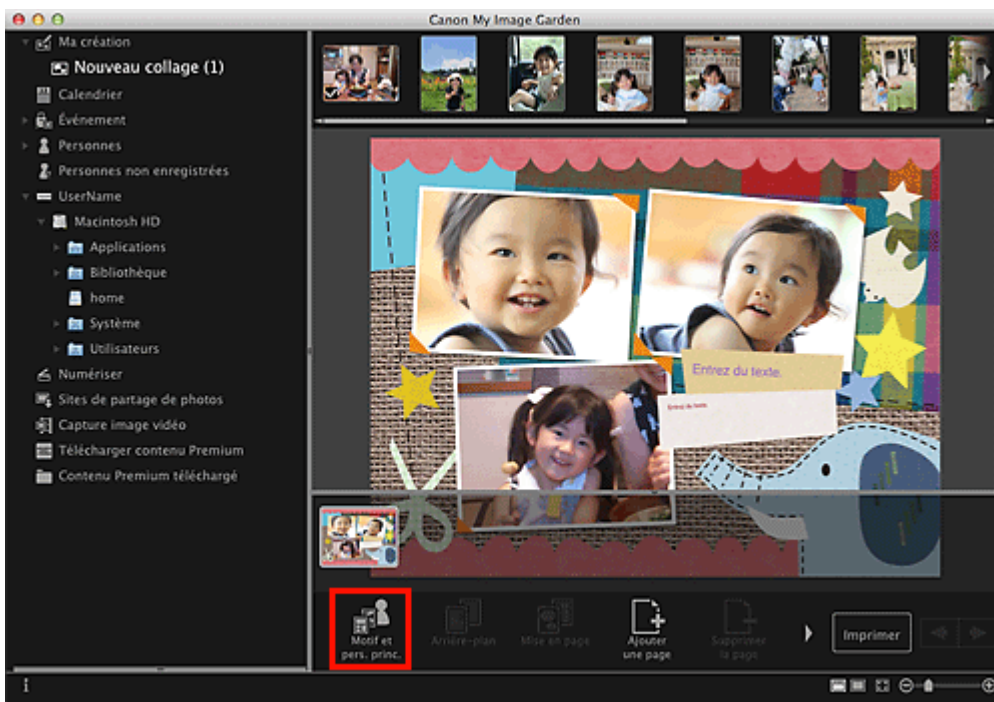 Canon My Image Garden
Ma création
Nouveau collage (1)
Calendrier
Événement
Personnes
Personnes non enregistrées
UserName
Macintosh HD
Applications
Bibliothèque
home
Système
Utilisateurs
Numériser
Sites de partage de photos
Capture image vidéo
Télécharger contenu Premium
Contenu Premium téléchargé
Entrez du texte.
Entrez du texte.
Motif et
pers. princ.
Arrière-plan
Mise en page
Ajouter
une page
Supprimer
la page
Imprimer